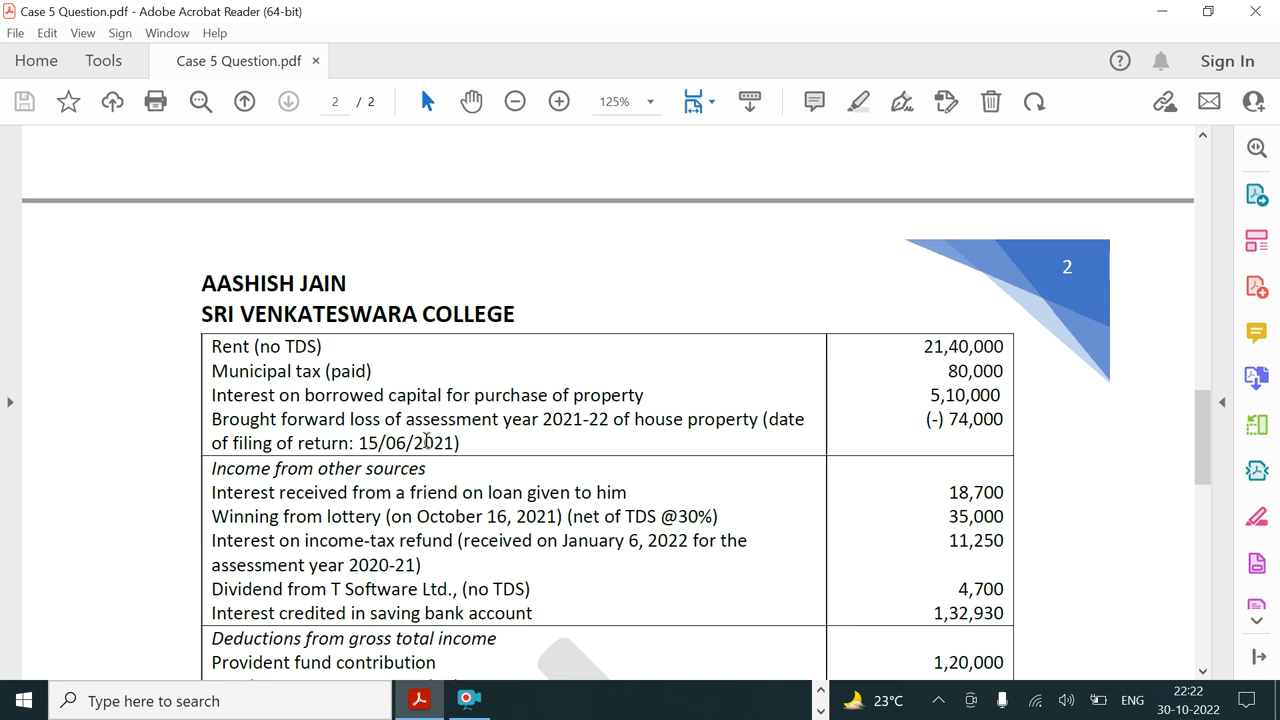 Case 5 Question.pdf - Adobe Acrobat Reader (64-bit)
File Edit View Sign Window Help
Home Tools Case 5 Question.pdf × Sign In
2 / 2 125%
2
AASHISH JAIN
SRI VENKATESWARA COLLEGE
Rent (no TDS) 21,40,000
Municipal tax (paid) 80,000
Interest on borrowed capital for purchase of property 5,10,000
Brought forward loss of assessment year 2021-22 of house property (date (-) 74,000
of filing of return: 15/06/2021)
Income from other sources
Interest received from a friend on loan given to him 18,700
Winning from lottery (on October 16, 2021) (net of TDS @30%) 35,000
Interest on income-tax refund (received on January 6, 2022 for the 11,250
assessment year 2020-21)
Dividend from T Software Ltd., (no TDS) 4,700
Interest credited in saving bank account 1,32,930
Deductions from gross total income
Provident fund contribution 1,20,000
Type here to search 23°C ENG 22:22
30-10-2022